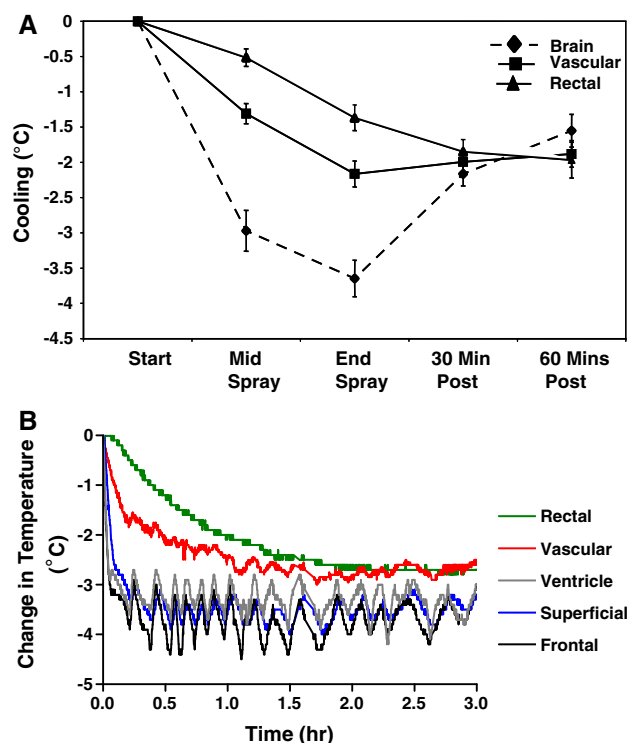 A
0
-0.5
-1
-1.5
-2
-2.5
-3
-3.5
-4
-4.5
Cooling (°C)
Brain
Vascular
Rectal
Start
Mid
Spray
End
Spray
30 Min
Post
60 Mins
Post
B
0
-1
-2
-3
-4
-5
Change in Temperature
(°C)
0.0
0.5
1.0
1.5
2.0
2.5
3.0
Time (hr)
Rectal
Vascular
Ventricle
Superficial
Frontal